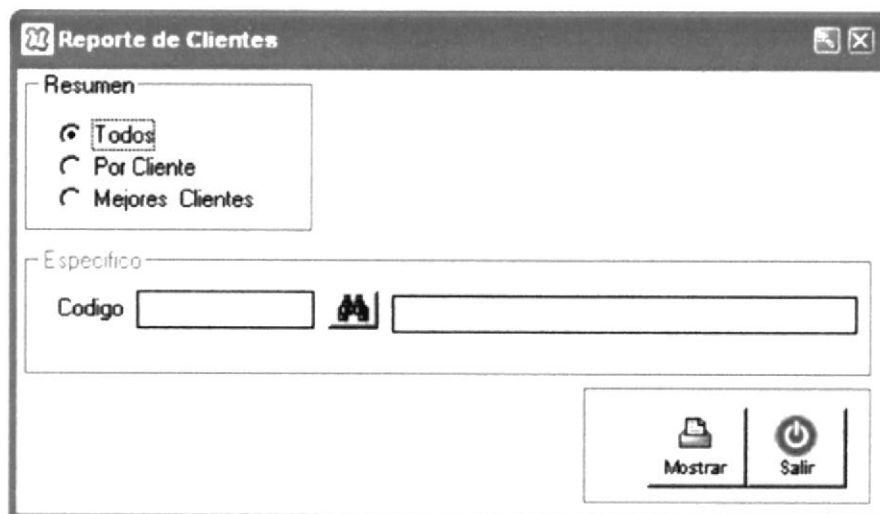 Reporte de Clientes
Resumen
Todos
Por Cliente
Mejores Clientes
Especifico
Codigo
Mostrar
Salir